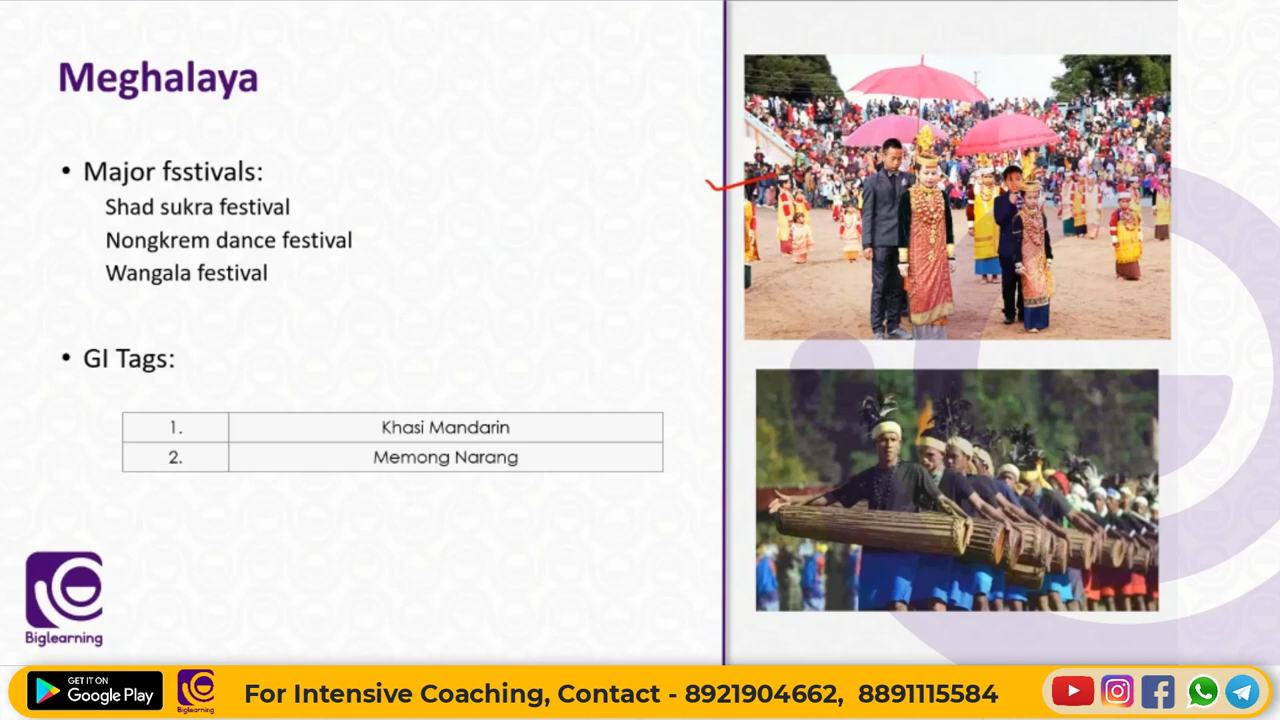 Meghalaya
• Major fsstivals:
Shad sukra festival
Nongkrem dance festival
Wangala festival
• GI Tags:
1. Khasi Mandarin
2. Memong Narang
Biglearning
GET IT ON
Google Play
Biglearning
For Intensive Coaching, Contact - 8921904662, 8891115584